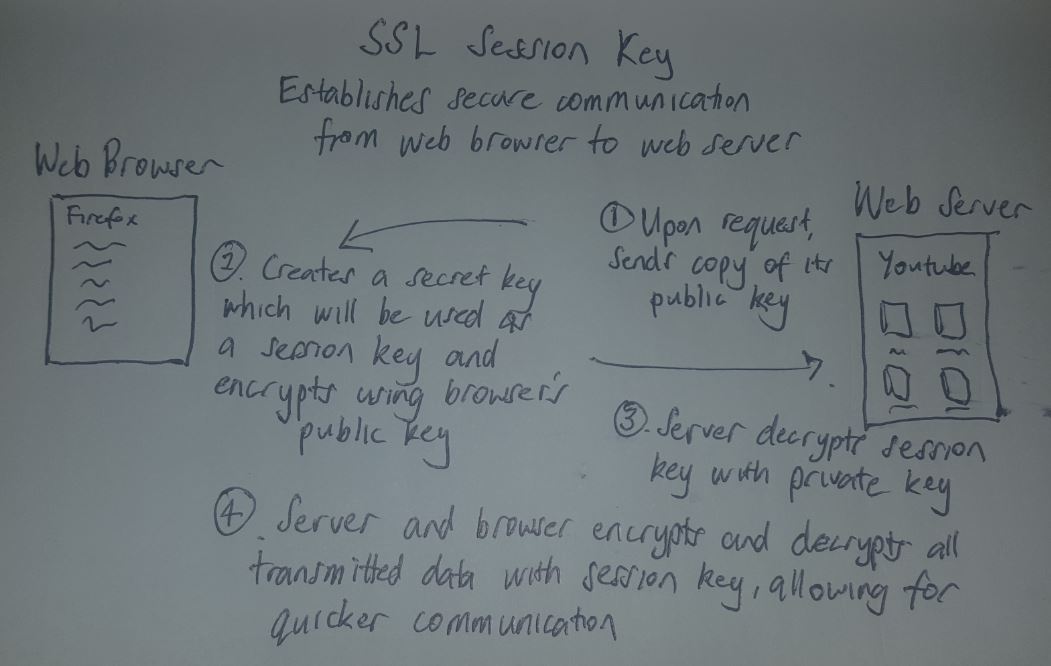 SSL Session Key
Establishes secure communication
from web browser to web server
Web Browser
Firefox
① Upon request,
sends copy of its
public key
Web Server
Youtube
②. Creates a secret key
which will be used as
a session key and
encrypts using browser's
public key
③. Server decrypts session
key with private key
④. Server and browser encrypts and decrypts all
transmitted data with session key, allowing for
quicker communication